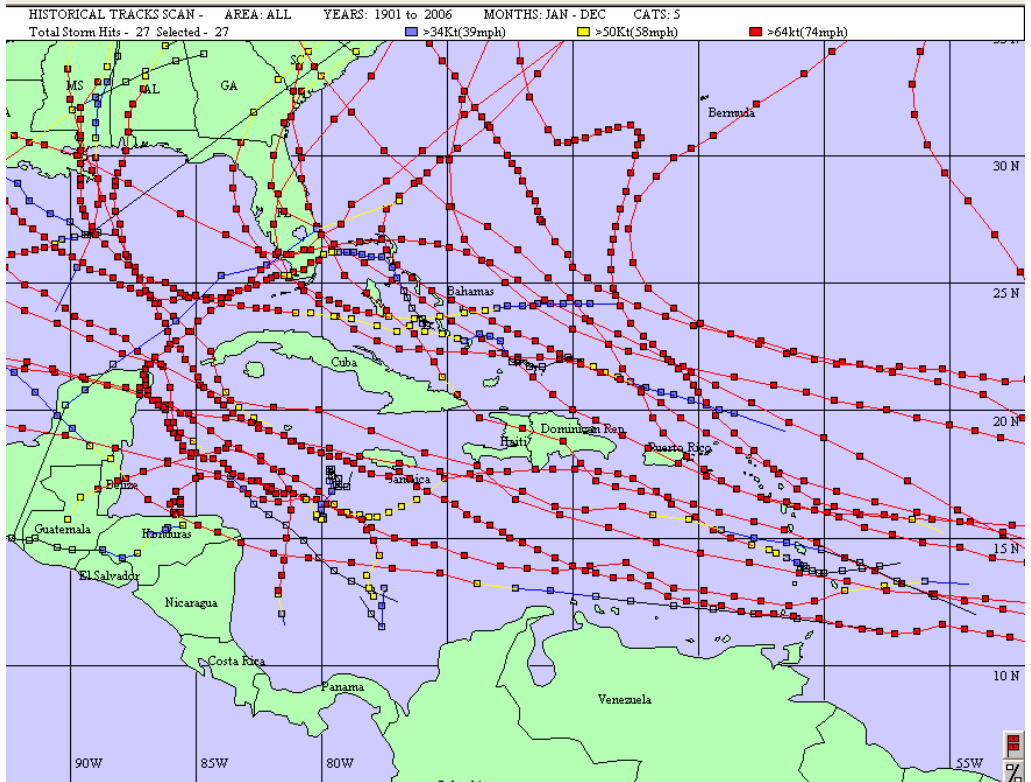 HISTORICAL TRACKS SCAN - AREA: ALL YEARS: 1901 to 2006 MONTHS: JAN - DEC CATS: 5
Total Storm Hits - 27 Selected - 27 >34Kt(39mph) >50Kt(58mph) >64kt(74mph)
SC
MS
AL
GA
Bermuda
30 N
FL
25 N
Bahamas
Cuba
20 N
Dominican Rep.
Haiti
Puerto Rico
Jamaica
Belize
Guatemala
Honduras
15 N
El Salvador
Nicaragua
Costa Rica
10 N
Panama
Venezuela
90W
85W
80W
55W